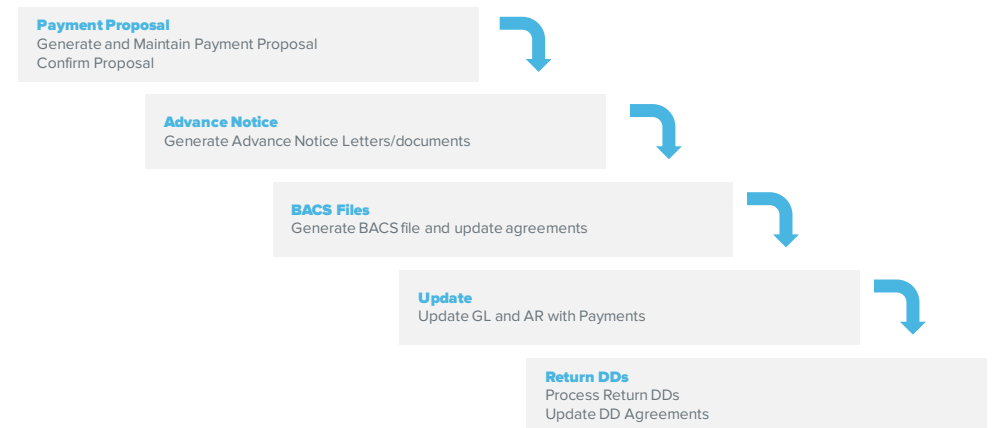 Payment Proposal
Generate and Maintain Payment Proposal
Confirm Proposal
Advance Notice
Generate Advance Notice Letters/documents
BACS Files
Generate BACS file and update agreements
Update
Update GL and AR with Payments
Return DDs
Process Return DDs
Update DD Agreements